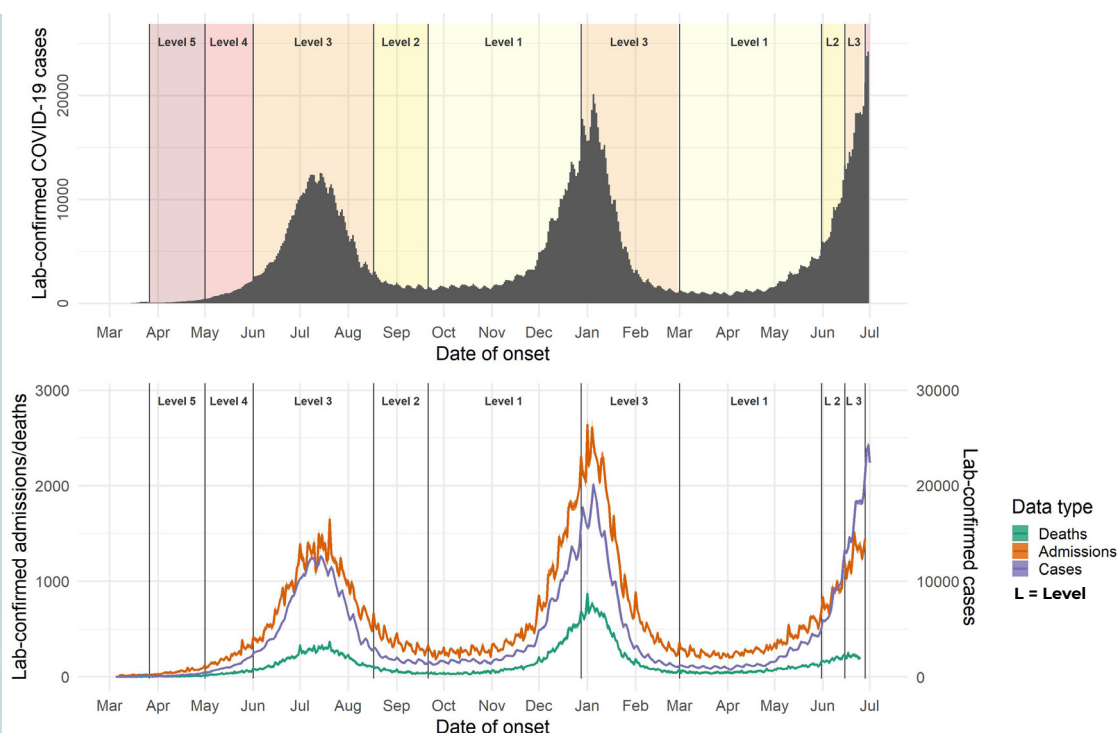 Lab-confirmed COVID-19 cases
Level 5 Level 4 Level 3 Level 2 Level 1 Level 3 Level 1 L2 L3
20000
10000
0
Mar Apr May Jun Jul Aug Sep Oct Nov Dec Jan Feb Mar Apr May Jun Jul
Date of onset
Lab-confirmed admissions/deaths
3000 30000
Level 5 Level 4 Level 3 Level 2 Level 1 Level 3 Level 1 L 2 L 3
2000 20000
1000 10000
0 0
Lab-confirmed cases
Mar Apr May Jun Jul Aug Sep Oct Nov Dec Jan Feb Mar Apr May Jun Jul
Date of onset
Data type
Deaths
Admissions
Cases
L = Level